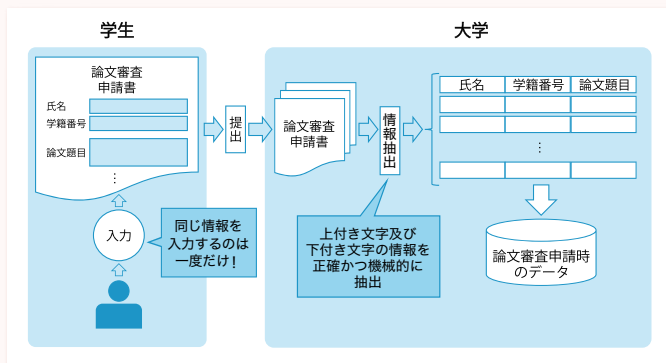 学生
論文審査
申請書
氏名
学籍番号
論文題目
⋮
入力
同じ情報を
入力するのは
一度だけ！
提出
大学
論文審査
申請書
情報抽出
上付き文字及び
下付き文字の情報を
正確かつ機械的に
抽出
氏名 学籍番号 論文題目
⋮
論文審査申請時
のデータ